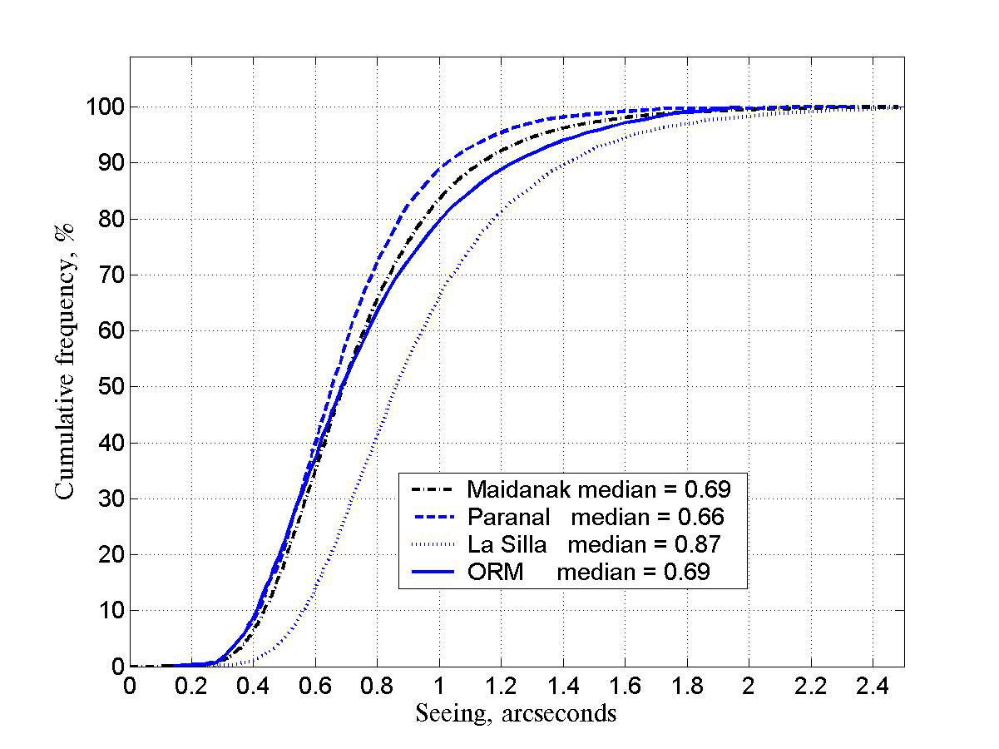 100
90
80
70
60
50
40
30
20
10
0
Cumulative frequency, %
Maidanak median = 0.69
Paranal median = 0.66
La Silla median = 0.87
ORM median = 0.69
0 0.2 0.4 0.6 0.8 1 1.2 1.4 1.6 1.8 2 2.2 2.4
Seeing, arcseconds